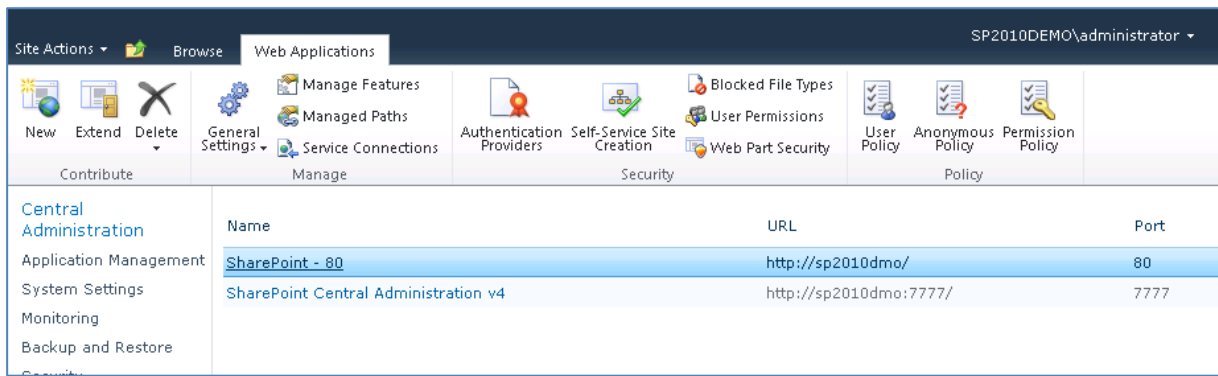 SP2010DEMO\administrator
Site Actions
Browse
Web Applications
New
Extend
Delete
General
Settings
Manage Features
Managed Paths
Service Connections
Authentication
Providers
Self-Service Site
Creation
Blocked File Types
User Permissions
Web Part Security
User
Policy
Anonymous
Policy
Permission
Policy
Contribute
Manage
Security
Policy
Central
Administration
Application Management
System Settings
Monitoring
Backup and Restore
Security
Name URL Port
SharePoint - 80 http://sp2010dmo/ 80
SharePoint Central Administration v4 http://sp2010dmo:7777/ 7777